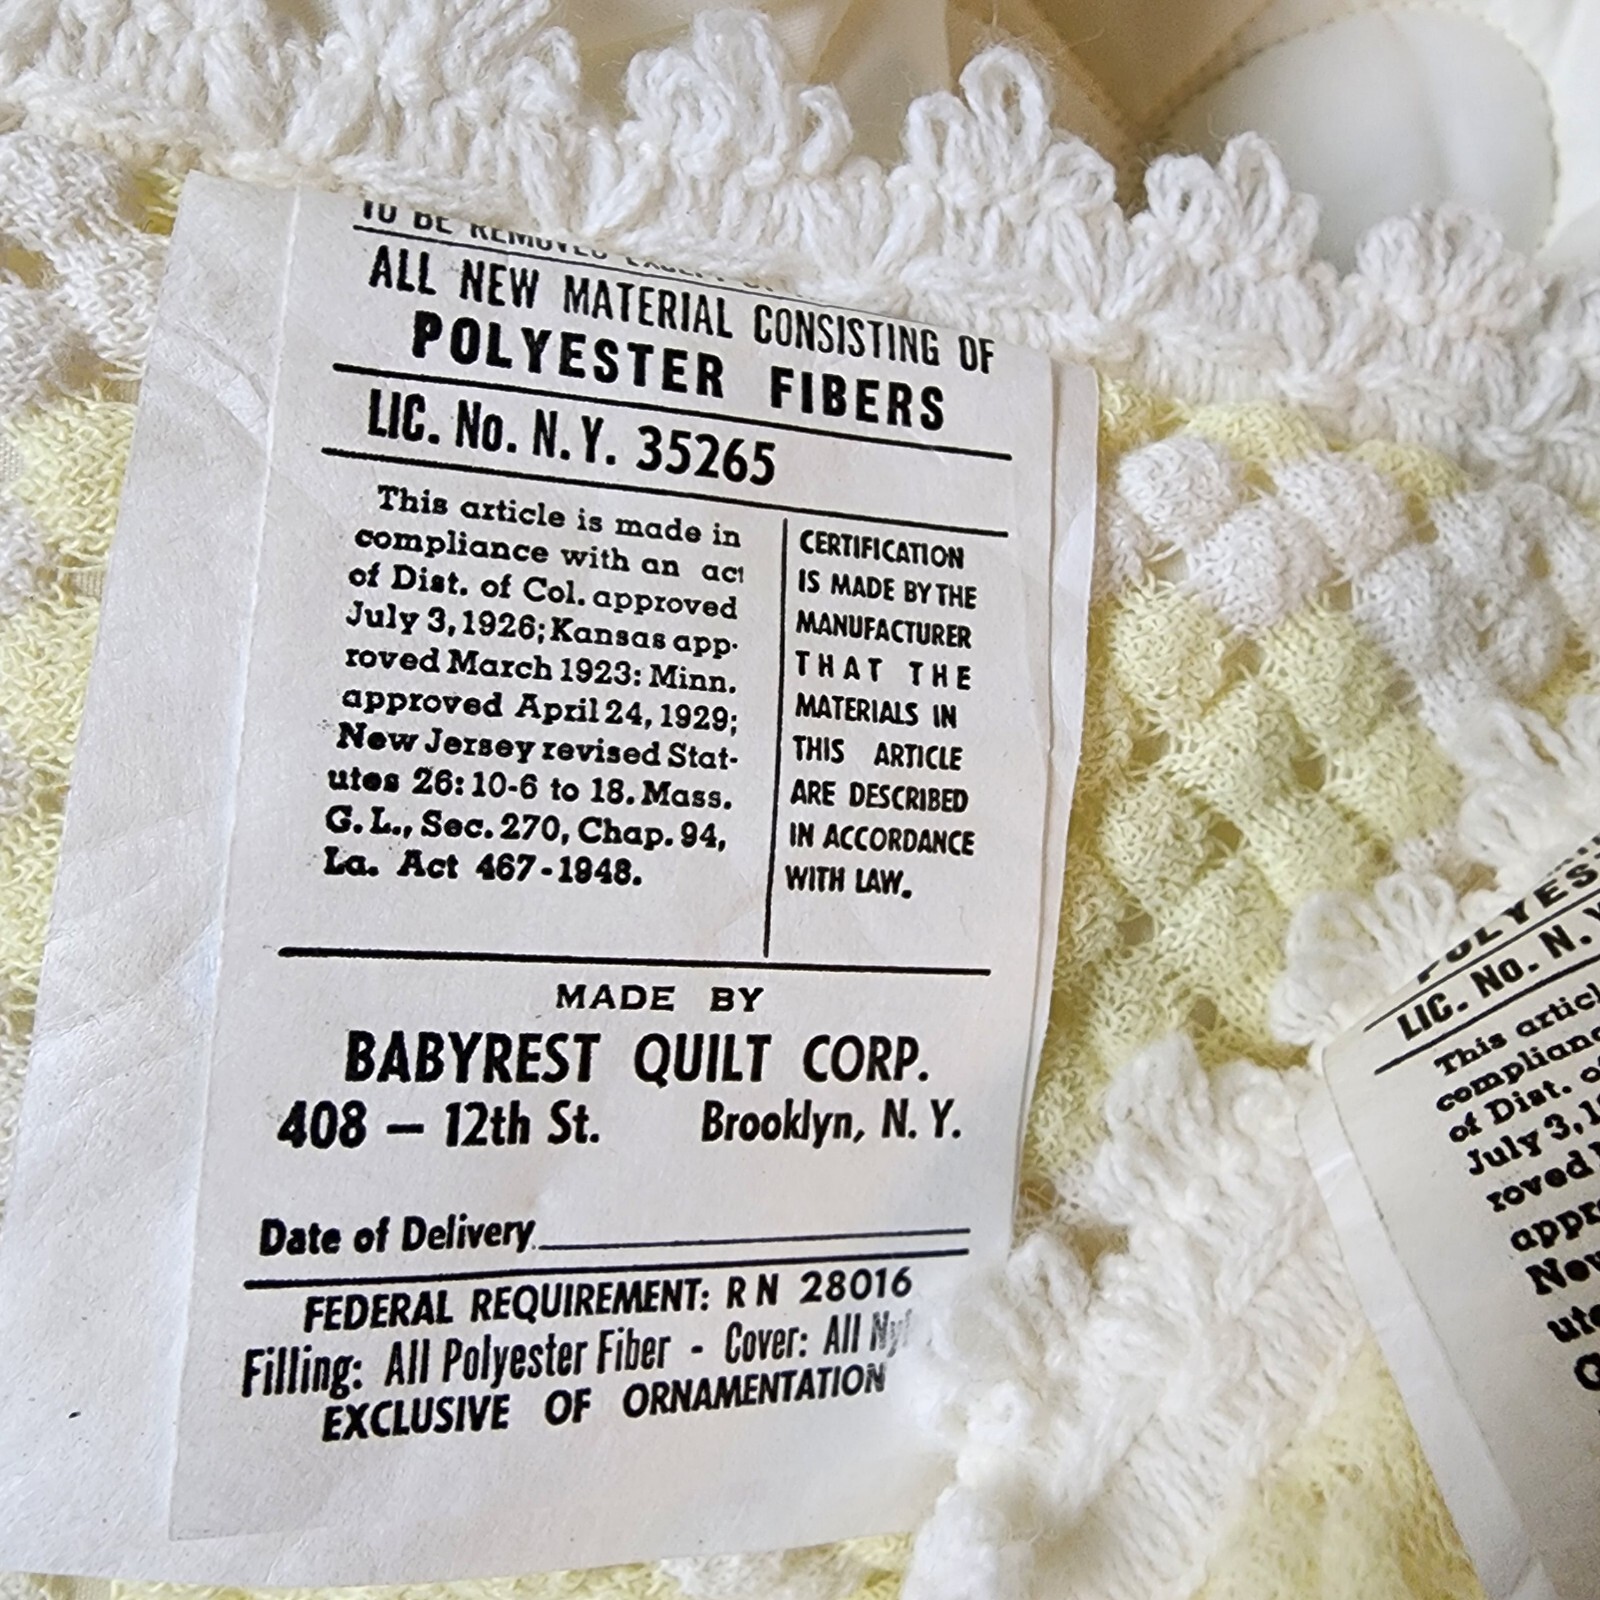 TO BE REMOVED EXCEPT
ALL NEW MATERIAL CONSISTING OF
POLYESTER FIBERS
LIC. No. N.Y. 35265
This article is made in
compliance with an act
of Dist. of Col. approved
July 3, 1926; Kansas app-
roved March 1923: Minn.
approved April 24, 1929;
New Jersey revised Stat-
utes 26: 10-6 to 18. Mass.
G. L., Sec. 270, Chap. 94,
La. Act 467-1948.
CERTIFICATION
IS MADE BY THE
MANUFACTURER
THAT THE
MATERIALS IN
THIS ARTICLE
ARE DESCRIBED
IN ACCORDANCE
WITH LAW.
MADE BY
BABYREST QUILT CORP.
408 — 12th St. Brooklyn, N. Y.
Date of Delivery
FEDERAL REQUIREMENT: R N 28016
Filling: All Polyester Fiber - Cover: All
EXCLUSIVE OF ORNAMENTATION
LIC. No. N.
This
of Dist.
July 3,